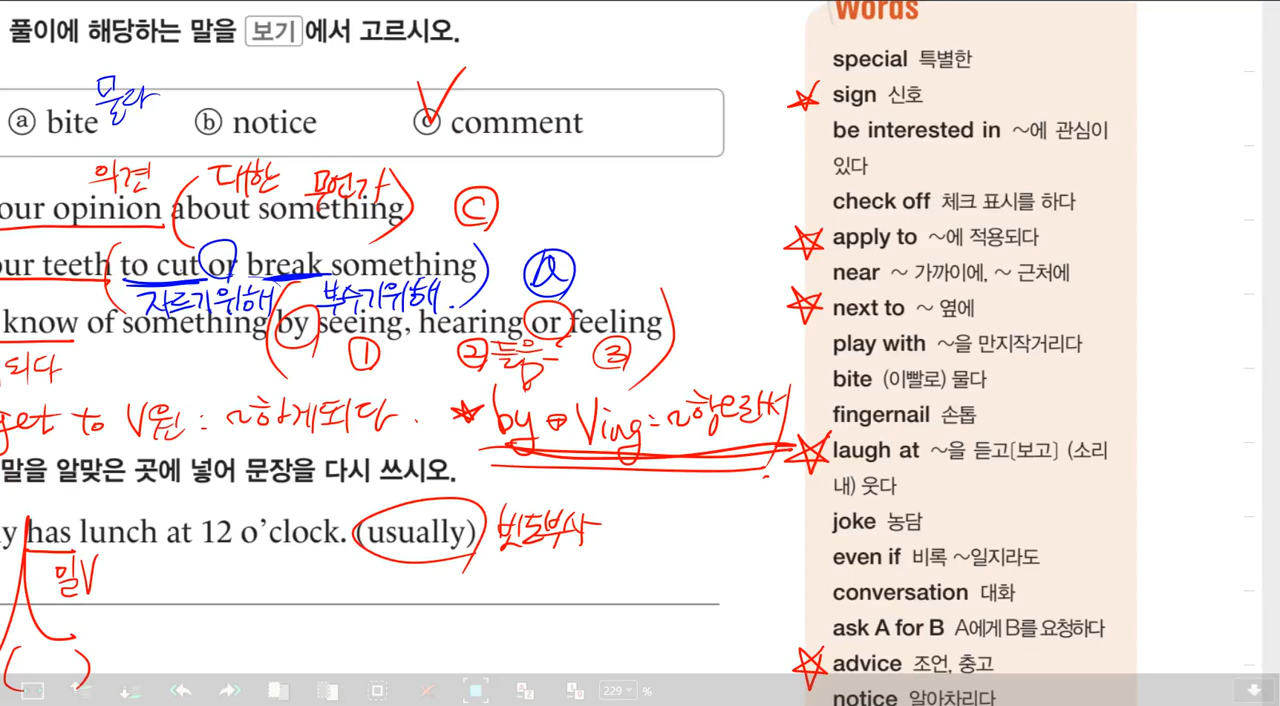 풀이에 해당하는 말을 보기 에서 고르시오.
물다
ⓐ bite ⓑ notice ⓒ comment
의견 대한 무언가
our opinion about something C
our teeth to cut or break something a
자르기위해 부수기위해.
know of something by seeing, hearing or feeling
되다 ① ② 들음 ③
get to V원 : ~하게되다. ☆ by + Ving = ~함으로라서
말을 알맞은 곳에 넣어 문장을 다시 쓰시오.
y has lunch at 12 o'clock. (usually) 빈도부사
일V
( )
Words
special 특별한
sign 신호
be interested in ~에 관심이
있다
check off 체크 표시를 하다
apply to ~에 적용되다
near ~ 가까이에, ~ 근처에
next to ~ 옆에
play with ~을 만지작거리다
bite (이빨로) 물다
fingernail 손톱
laugh at ~을 듣고[보고] (소리
내) 웃다
joke 농담
even if 비록 ~일지라도
conversation 대화
ask A for B A에게 B를 요청하다
advice 조언, 충고
notice 알아차리다
229 %